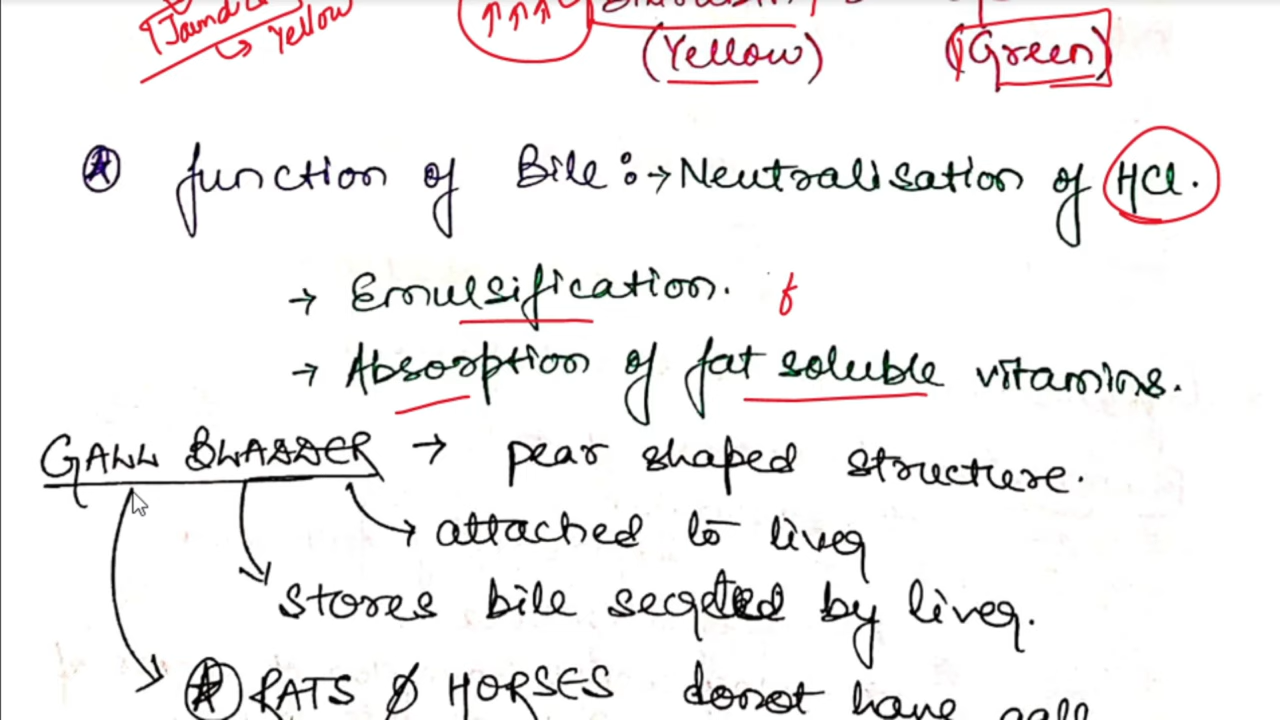 (Yellow) (Green)
Yellow
function of Bile :→ Neutralisation of HCl.
→ Emulsification. f
→ Absorption of fat soluble vitamins.
GALL BLADDER → pear shaped structure.
→ attached to liver
stores bile secreted by liver.
RATS & HORSES donot have gall